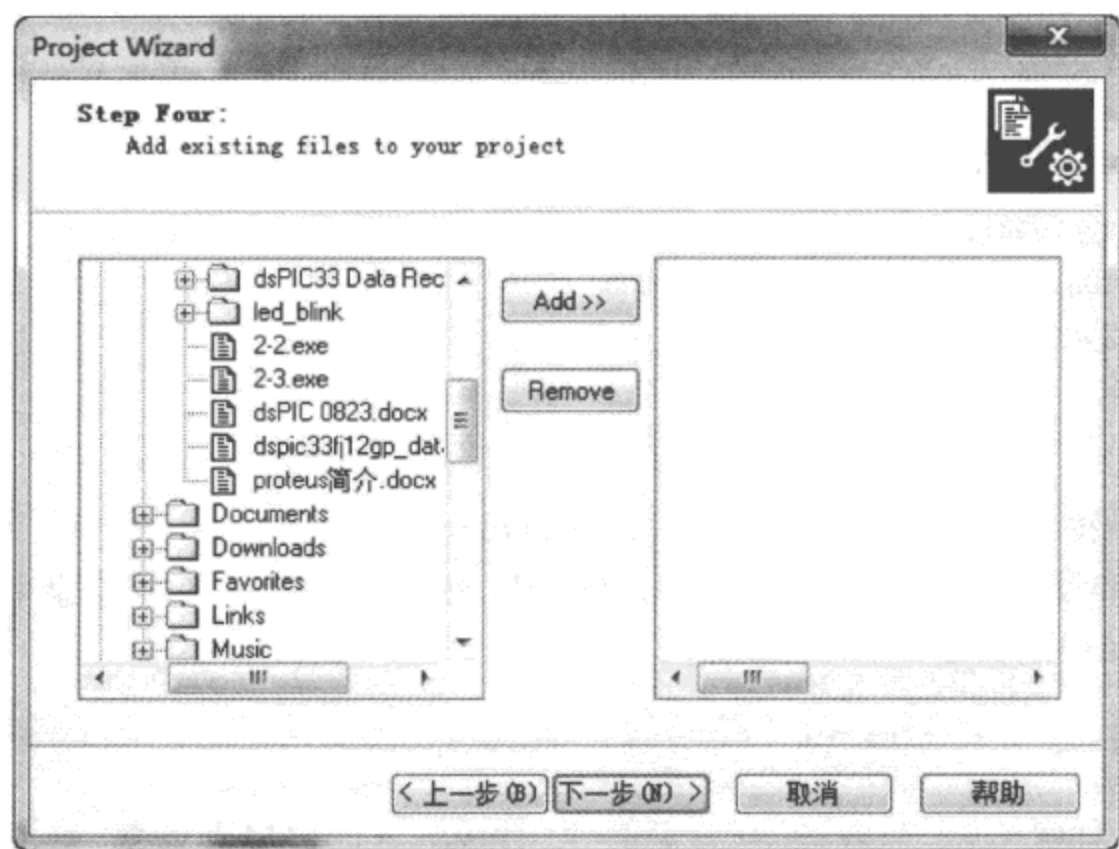 Project Wizard
Step Four:
Add existing files to your project
dsPIC33 Data Rec
led_blink
2-2.exe
2-3.exe
dsPIC 0823.docx
dspic33fj12gp_dat
proteus简介.docx
Documents
Downloads
Favorites
Links
Music
Add >>
Remove
< 上一步(B)
下一步(N) >
取消
帮助